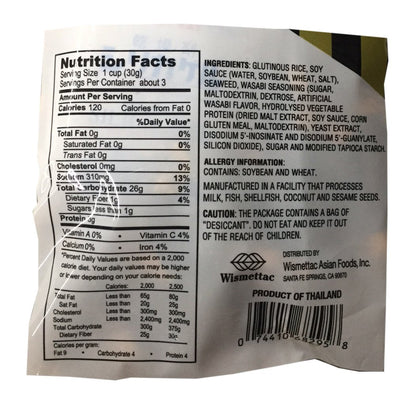 Nutrition Facts
Serving Size 1 cup (30g)
Servings Per Container about 3
Amount Per Serving
Calories 120 Calories from Fat 0
%Daily Value*
Total Fat 0g 0%
Saturated Fat 0g 0%
Trans Fat 0g
Cholesterol 0mg 0%
Sodium 310mg 13%
Total Carbohydrate 26g 9%
Dietary Fiber 1g 4%
Sugars less than 1g
Protein
Vitamin A 0% • Vitamin C 4%
Calcium 0% • Iron 4%
*Percent Daily Values are based on a 2,000
calorie diet. Your daily values may be higher
or lower depending on your calorie needs:
Calories: 2,000 2,500
Total Fat Less than 65g 80g
Sat Fat Less than 20g 25g
Cholesterol Less than 300mg 300mg
Sodium Less than 2,400mg 2,400mg
Total Carbohydrate 300g 375g
Dietary Fiber 25g 30g
Calories per gram:
Fat 9 • Carbohydrate 4 • Protein 4
INGREDIENTS: GLUTINOUS RICE, SOY
SAUCE (WATER, SOYBEAN, WHEAT, SALT),
SEAWEED, WASABI SEASONING (SUGAR,
MALTODEXTRIN, DEXTROSE, ARTIFICIAL
WASABI FLAVOR, HYDROLYSED VEGETABLE
PROTEIN (DRIED MALT EXTRACT, SOY SAUCE, CORN
GLUTEN MEAL, MALTODEXTRIN), YEAST EXTRACT,
DISODIUM 5'-INOSINATE AND DISODIUM 5'-GUANYLATE,
SILICON DIOXIDE), SUGAR AND MODIFIED TAPIOCA STARCH.
ALLERGY INFORMATION:
CONTAINS: SOYBEAN AND WHEAT.
MANUFACTURED IN A FACILITY THAT PROCESSES
MILK, FISH, SHELLFISH, COCONUT AND SESAME SEEDS.
CAUTION: THE PACKAGE CONTAINS A BAG OF
"DESICCANT". DO NOT EAT AND KEEP IT OUT
OF THE REACH OF CHILDREN.
Wismettac
DISTRIBUTED BY
Wismettac Asian Foods, Inc.
SANTA FE SPRINGS, CA 90670
PRODUCT OF THAILAND